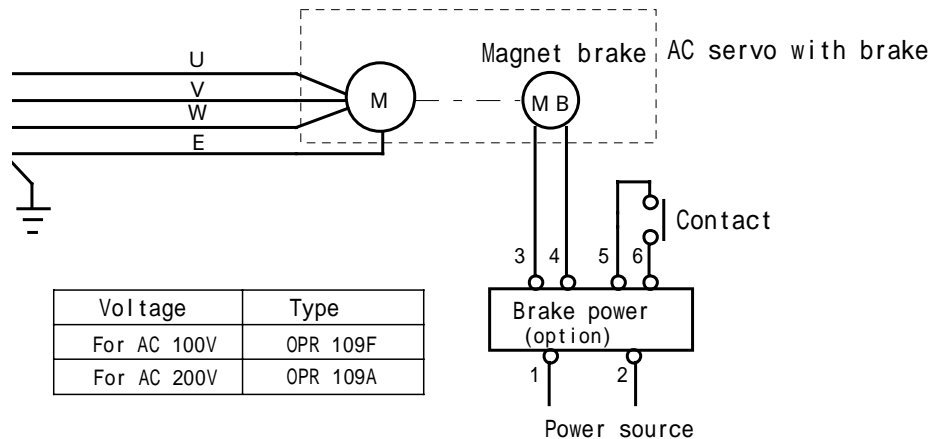 U
Magnet brake AC servo with brake
V
M
M B
W
E
Contact
3 4 5 6
Voltage Type
Brake power
For AC 100V OPR 109F
(option)
For AC 200V OPR 109A
1 2
Power source